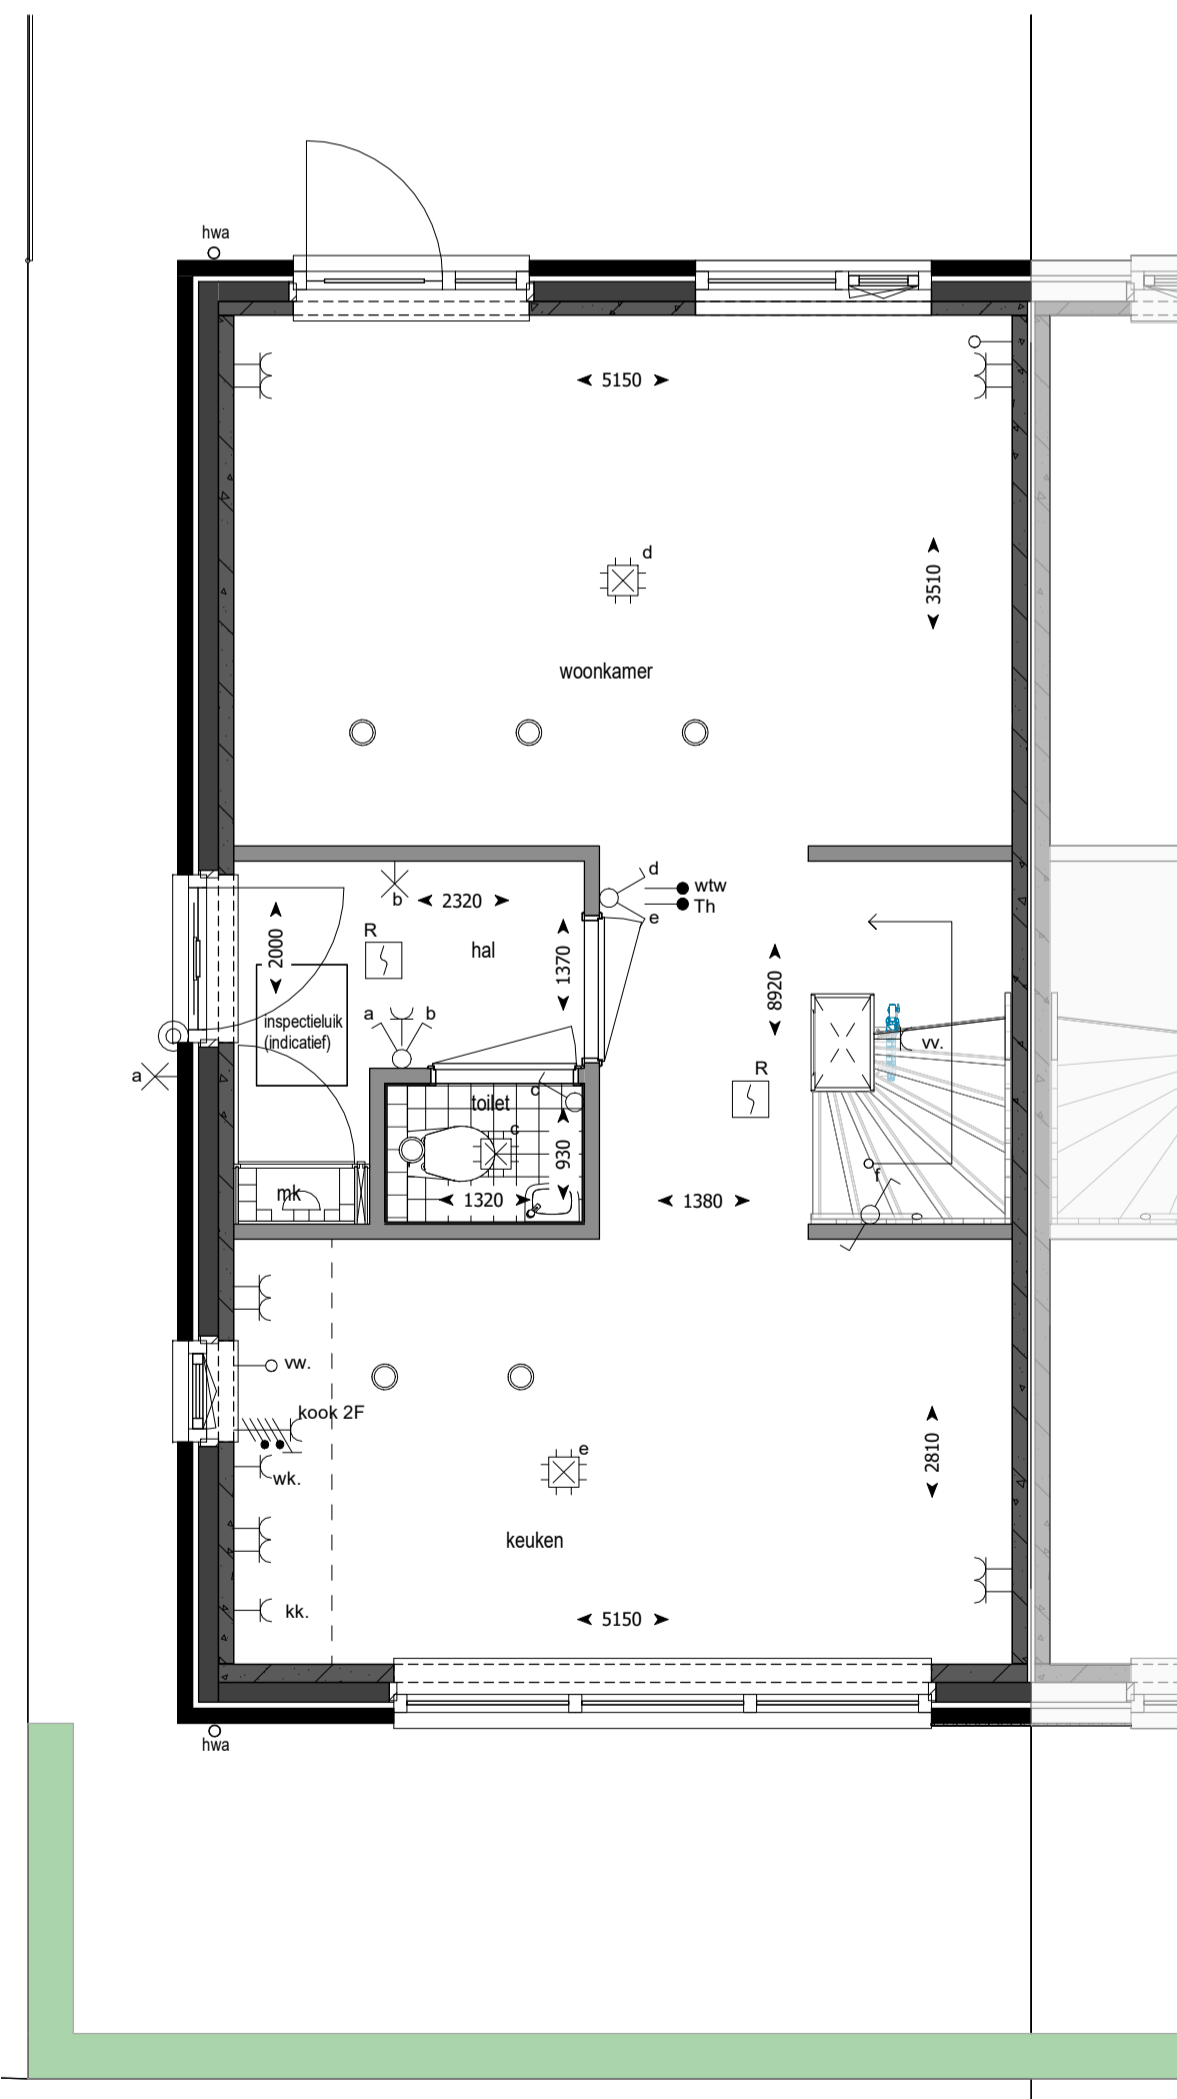 hwa
5150
d
3510
woonkamer
d
wtw
Th
e
b
2320
R
hal
2000
1370
8920
inspectieluik
(indicatief)
a
b
a
vv.
R
c
toilet
c
930
mk
1320
1380
f
vw.
kook 2F
wk.
e
2810
keuken
kk.
5150
hwa